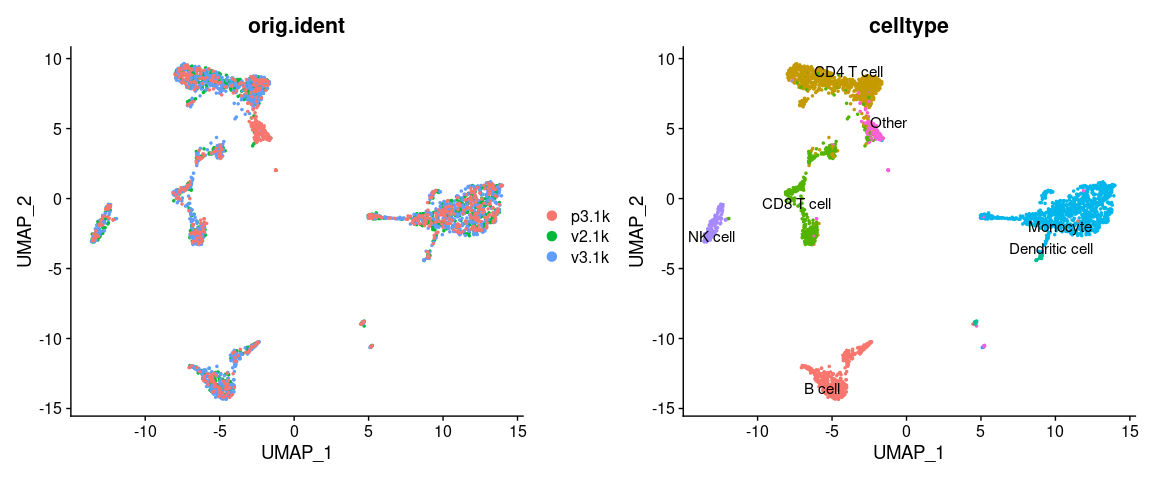 orig.ident
10
5
0
-5
-10
-15
UMAP_2
-10
-5
0
5
10
15
UMAP_1
p3.1k
v2.1k
v3.1k
celltype
10
5
0
-5
-10
-15
UMAP_2
CD4 T cell
Other
CD8 T cell
NK cell
Monocyte
Dendritic cell
B cell
-10
-5
0
5
10
15
UMAP_1